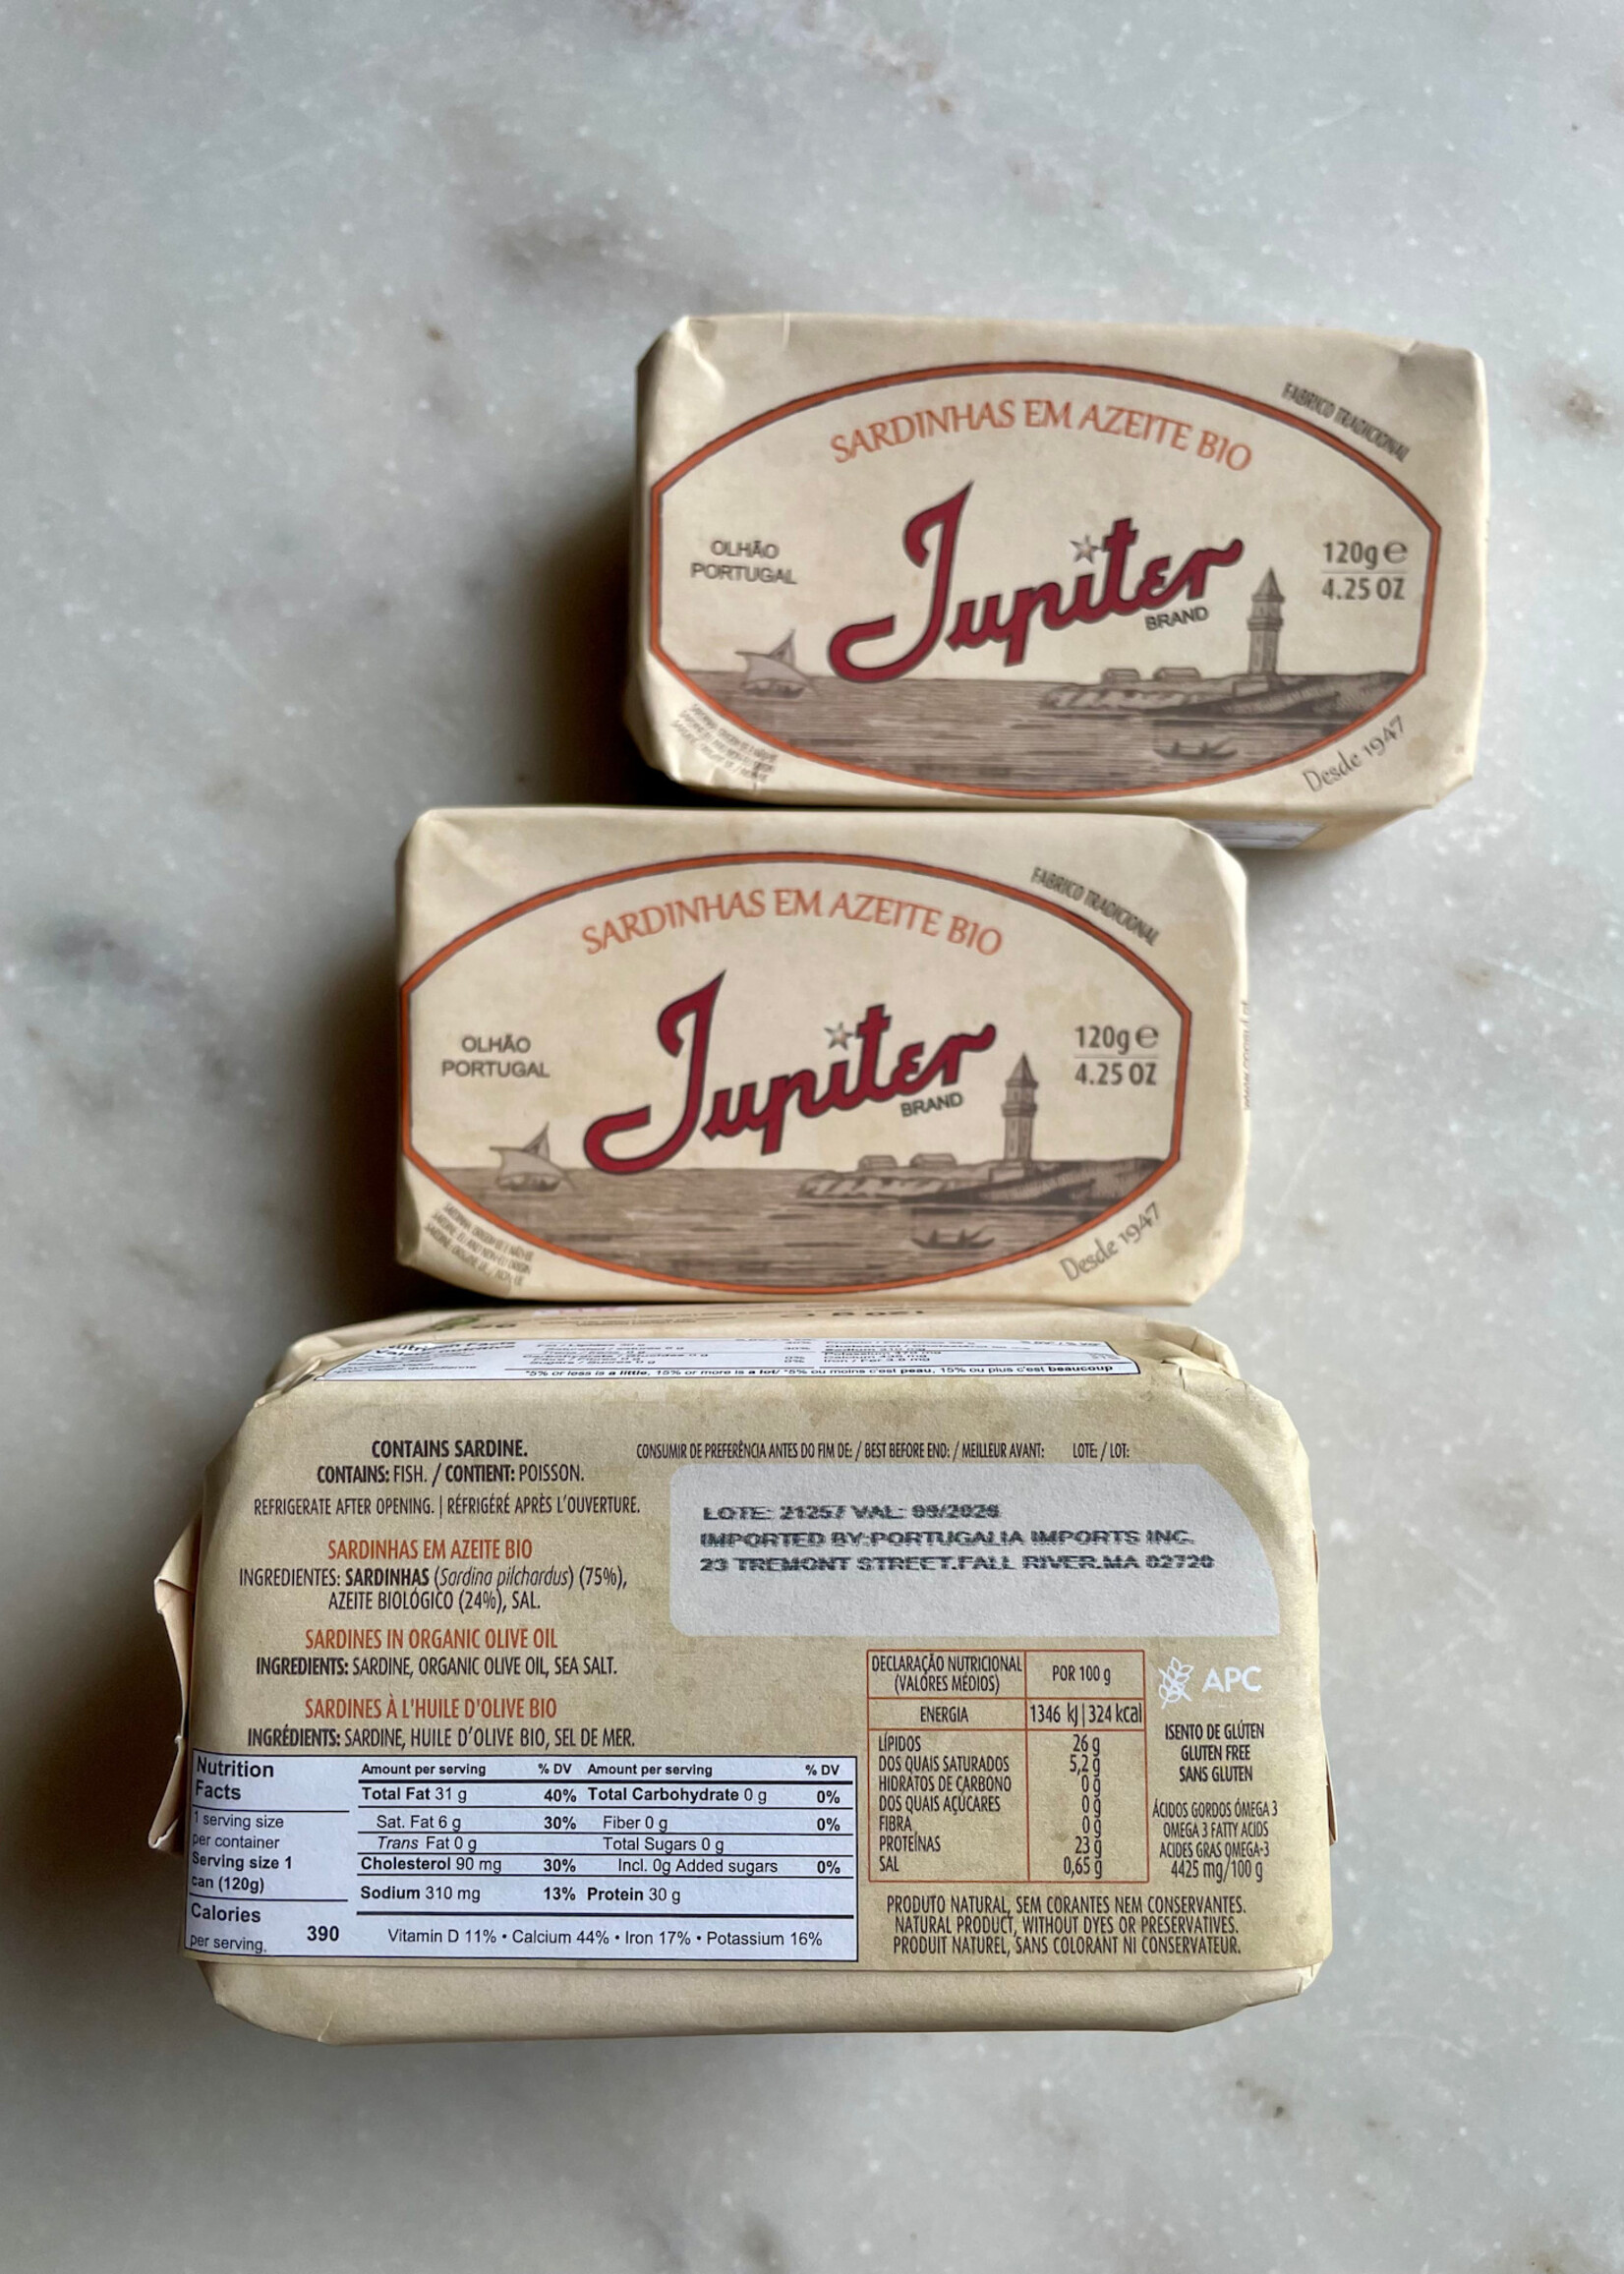 SARDINHAS EM AZEITE BIO
FABRICO TRADICIONAL
OLHÃO
PORTUGAL
Jupiter
BRAND
120g e
4.25 OZ
Desde 1947
SARDINHAS EM AZEITE BIO
FABRICO TRADICIONAL
OLHÃO
PORTUGAL
Jupiter
BRAND
120g e
4.25 OZ
Desde 1947
*5% or less is a little, 15% or more is a lot/ *5% ou moins c'est peau, 15% ou plus c'est beaucoup
CONTAINS SARDINE.
CONTAINS: FISH. / CONTIENT: POISSON.
REFRIGERATE AFTER OPENING. | RÉFRIGÉRÉ APRÈS L'OUVERTURE.
SARDINHAS EM AZEITE BIO
INGREDIENTES: SARDINHAS (Sardina pilchardus) (75%),
AZEITE BIOLÓGICO (24%), SAL.
SARDINES IN ORGANIC OLIVE OIL
INGREDIENTS: SARDINE, ORGANIC OLIVE OIL, SEA SALT.
SARDINES À L'HUILE D'OLIVE BIO
INGRÉDIENTS: SARDINE, HUILE D'OLIVE BIO, SEL DE MER.
CONSUMIR DE PREFERÊNCIA ANTES DO FIM DE: / BEST BEFORE END: / MEILLEUR AVANT: LOTE: / LOT:
LOTE: 21257 VAL: 09/2026
IMPORTED BY:PORTUGALIA IMPORTS INC.
23 TREMONT STREET.FALL RIVER.MA 02720
Nutrition
Facts
1 serving size
per container
Serving size 1
can (120g)
Calories
per serving. 390
Amount per serving % DV Amount per serving % DV
Total Fat 31 g 40% Total Carbohydrate 0 g 0%
Sat. Fat 6 g 30% Fiber 0 g 0%
Trans Fat 0 g Total Sugars 0 g
Cholesterol 90 mg 30% Incl. 0g Added sugars 0%
Sodium 310 mg 13% Protein 30 g
Vitamin D 11% • Calcium 44% • Iron 17% • Potassium 16%
DECLARAÇÃO NUTRICIONAL
(VALORES MÉDIOS) POR 100 g
ENERGIA 1346 kJ | 324 kcal
LÍPIDOS 26 g
DOS QUAIS SATURADOS 5,2 g
HIDRATOS DE CARBONO 0 g
DOS QUAIS AÇÚCARES 0 g
FIBRA 0 g
PROTEÍNAS 23 g
SAL 0,65 g
APC
ISENTO DE GLÚTEN
GLUTEN FREE
SANS GLUTEN
ÁCIDOS GORDOS ÓMEGA 3
OMEGA 3 FATTY ACIDS
ACIDES GRAS OMEGA-3
4425 mg/100 g
PRODUTO NATURAL, SEM CORANTES NEM CONSERVANTES.
NATURAL PRODUCT, WITHOUT DYES OR PRESERVATIVES.
PRODUIT NATUREL, SANS COLORANT NI CONSERVATEUR.